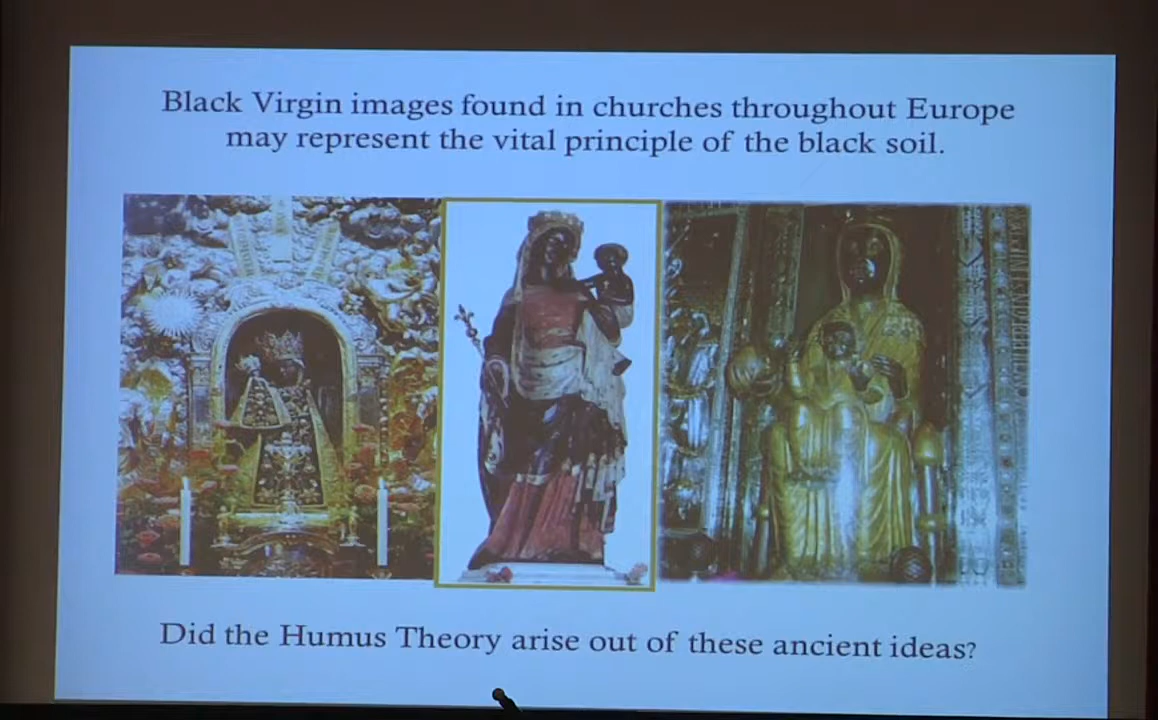 Black Virgin images found in churches throughout Europe
may represent the vital principle of the black soil.
Did the Humus Theory arise out of these ancient ideas?